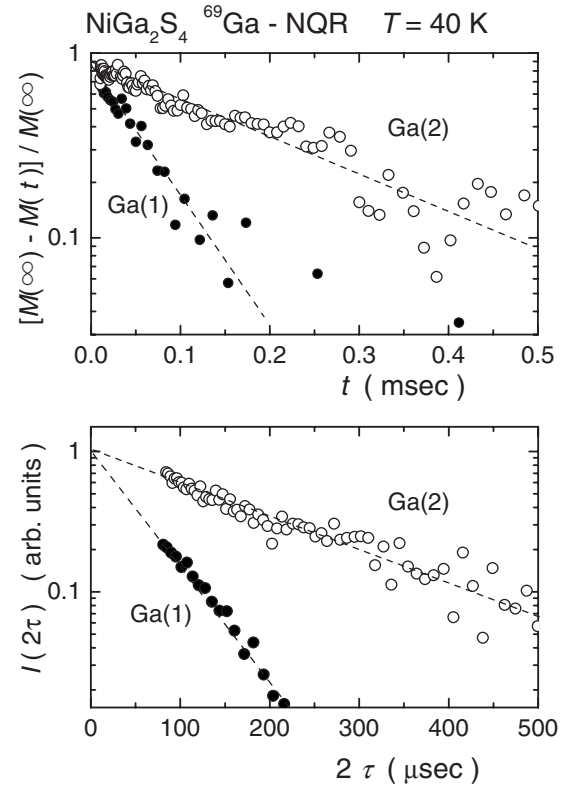 NiGa₂S₄ ⁶⁹Ga - NQR T = 40 K
[M(∞) - M(t)] / M(∞)
1
0.1
Ga(2)
Ga(1)
0.0 0.1 0.2 0.3 0.4 0.5
t ( msec )
I(2τ) ( arb. units )
1
0.1
Ga(2)
Ga(1)
0 100 200 300 400 500
2 τ ( μsec )